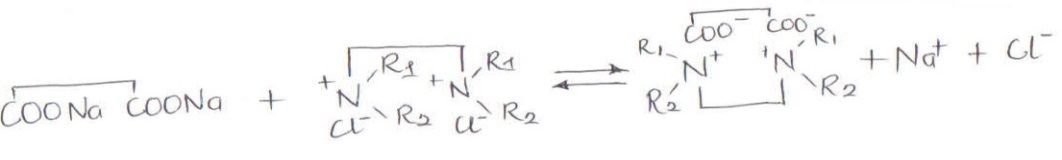 COONa COONa + +N R1 R2 Cl⁻ +N R1 R2 Cl⁻ ⇌ COO⁻ COO⁻ R1 N⁺ R2 ⁺N R1 R2 + Na⁺ + Cl⁻